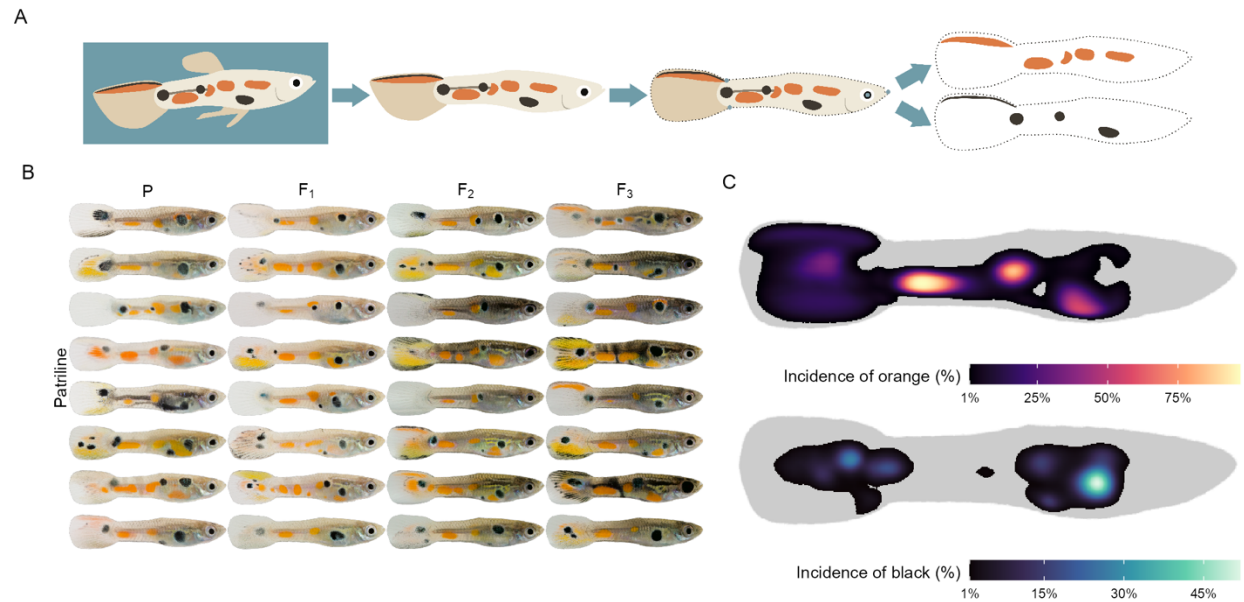 A
B
P F₁ F₂ F₃
Patriline
C
Incidence of orange (%)
1% 25% 50% 75%
Incidence of black (%)
1% 15% 30% 45%